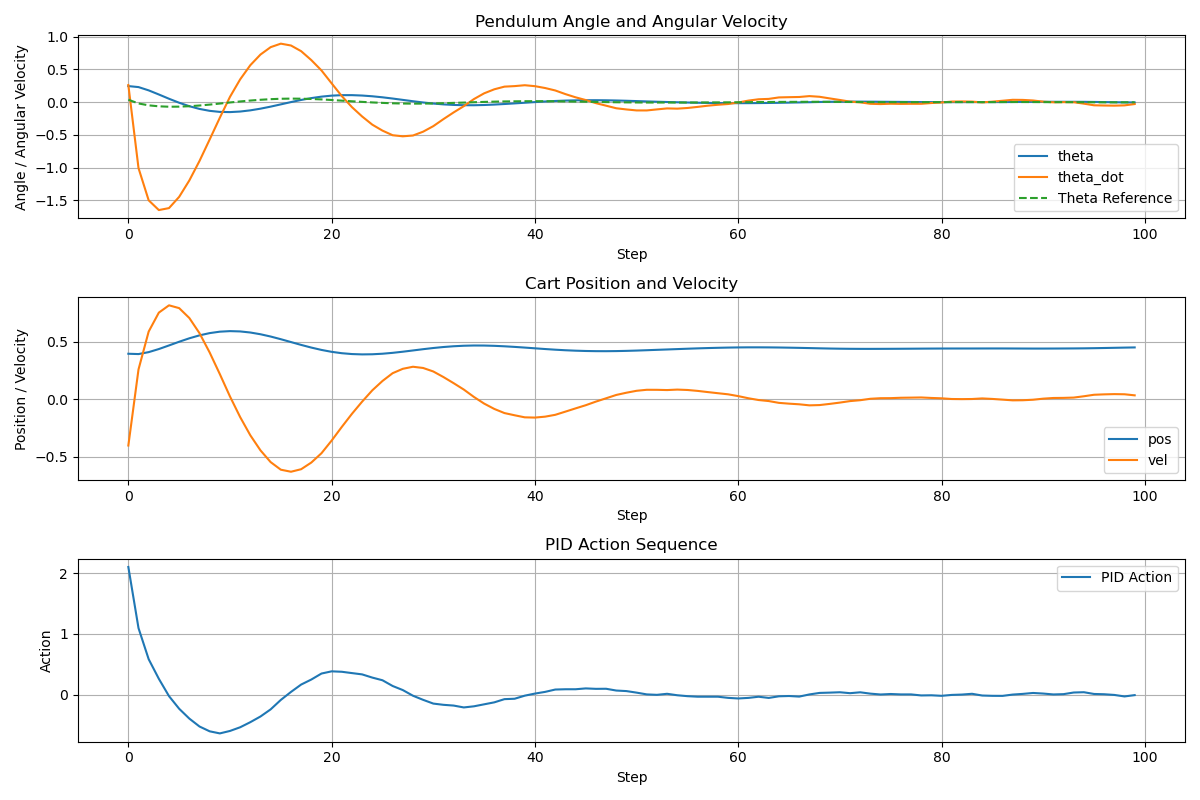 Pendulum Angle and Angular Velocity
Angle / Angular Velocity
1.0
0.5
0.0
−0.5
−1.0
−1.5
theta
theta_dot
Theta Reference
0 20 40 60 80 100
Step
Cart Position and Velocity
Position / Velocity
0.5
0.0
−0.5
pos
vel
0 20 40 60 80 100
Step
PID Action Sequence
Action
2
1
0
PID Action
0 20 40 60 80 100
Step